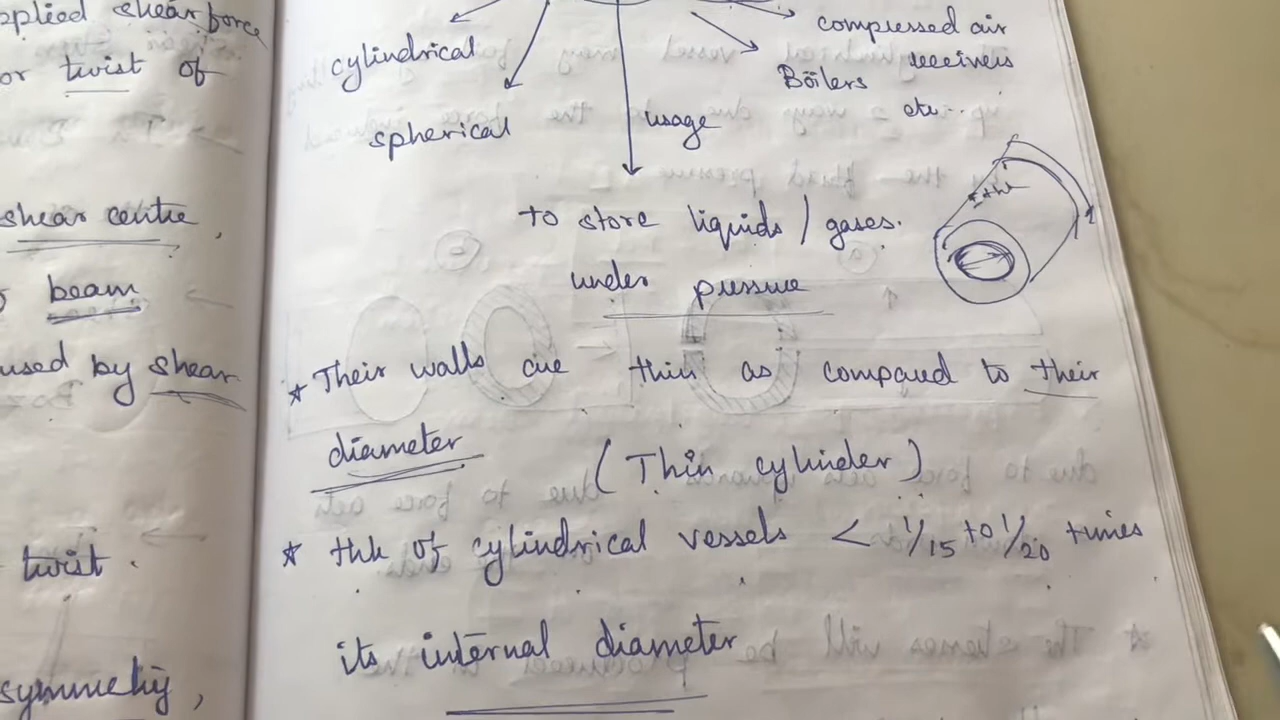 applied shear force
or twist of
shear centre,
beam
used by shear
twist.
symmetry,
cylindrical
spherical
usage
compressed air
receivers
Boilers
etc...
to store liquids / gases.
under pressure
* Their walls are thin as compared to their
diameter (Thin cylinder)
* thk of cylindrical vessels < 1/15 to 1/20 times
its internal diameter